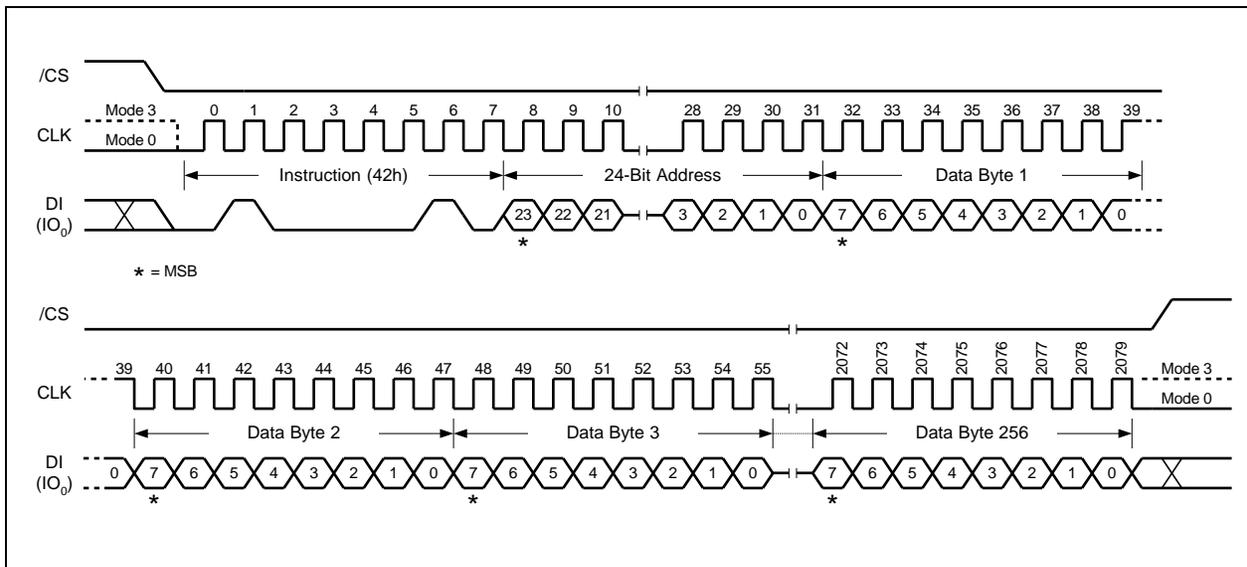 /CS
Mode 3
0 1 2 3 4 5 6 7 8 9 10 28 29 30 31 32 33 34 35 36 37 38 39
CLK
Mode 0
Instruction (42h) 24-Bit Address Data Byte 1
DI
(IO0)
23 22 21 3 2 1 0 7 6 5 4 3 2 1 0
* *
* = MSB
/CS
39 40 41 42 43 44 45 46 47 48 49 50 51 52 53 54 55 2072 2073 2074 2075 2076 2077 2078 2079
Mode 3
CLK
Mode 0
Data Byte 2 Data Byte 3 Data Byte 256
DI
(IO0)
0 7 6 5 4 3 2 1 0 7 6 5 4 3 2 1 0 7 6 5 4 3 2 1 0
* * *